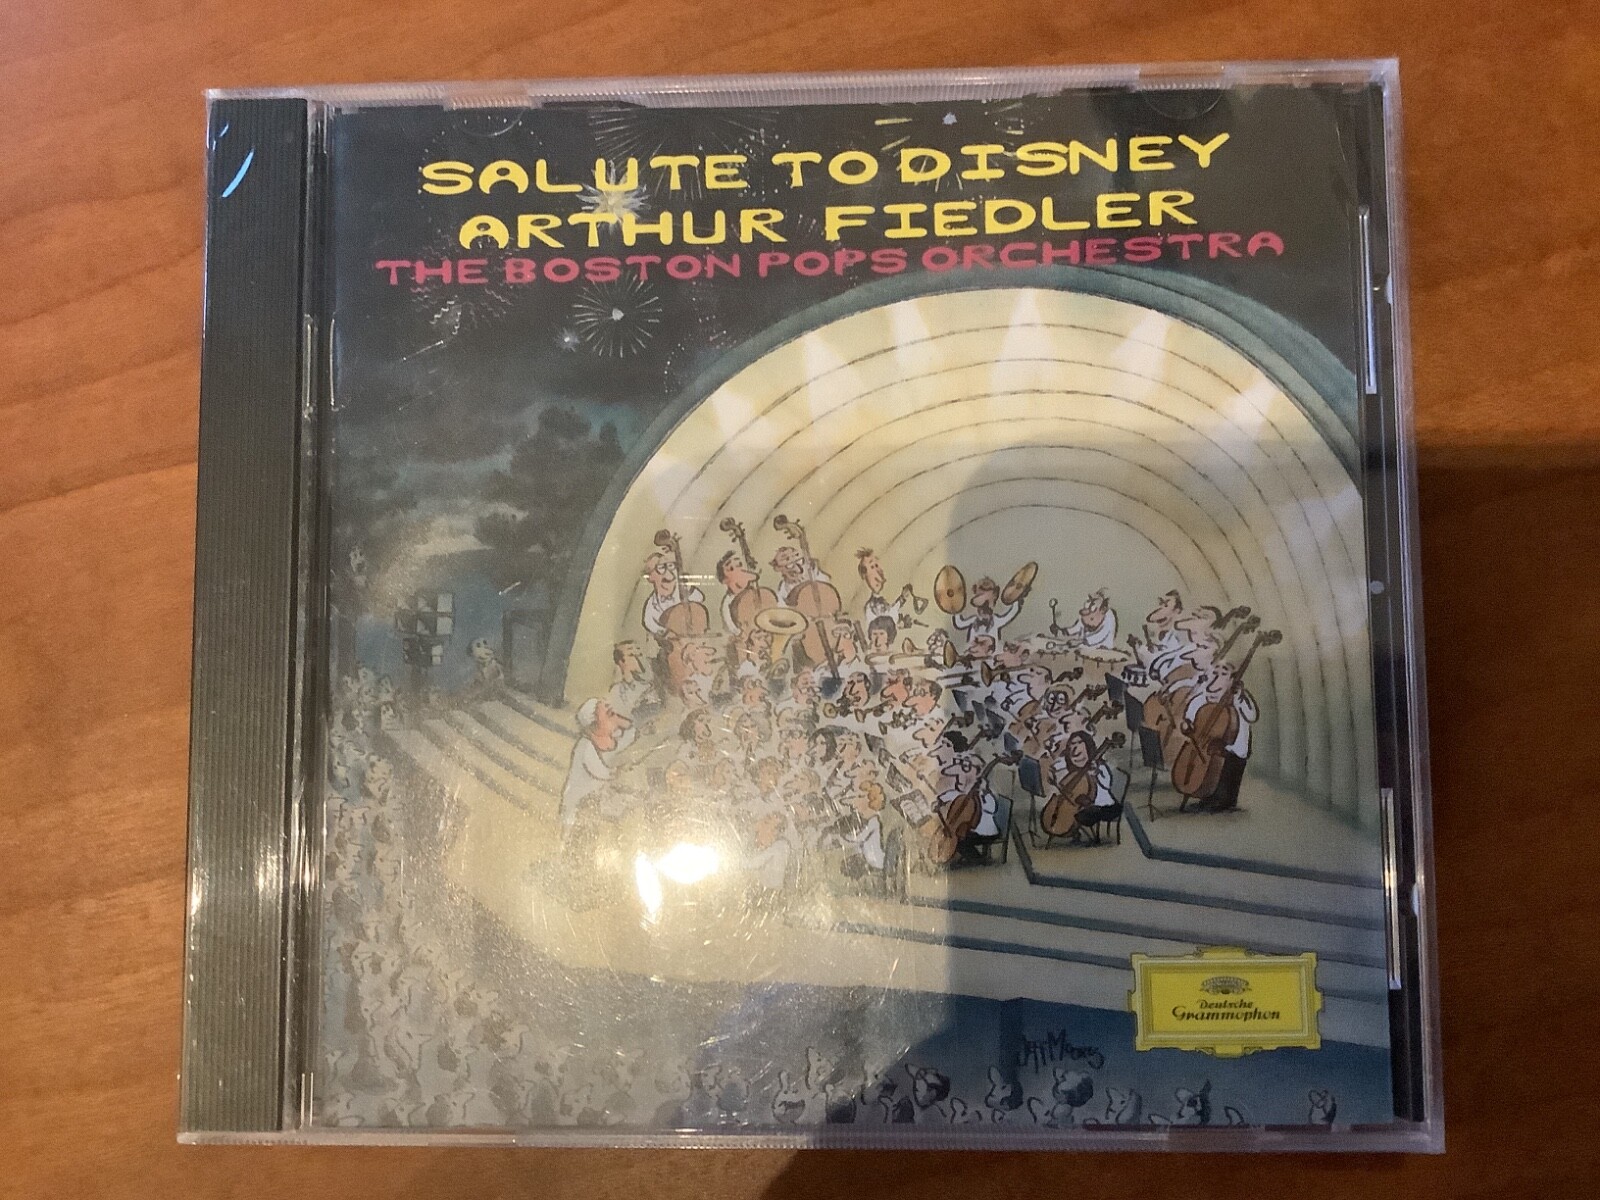 SALUTE TO DISNEY
ARTHUR FIEDLER
THE BOSTON POPS ORCHESTRA
Deutsche
Grammophon